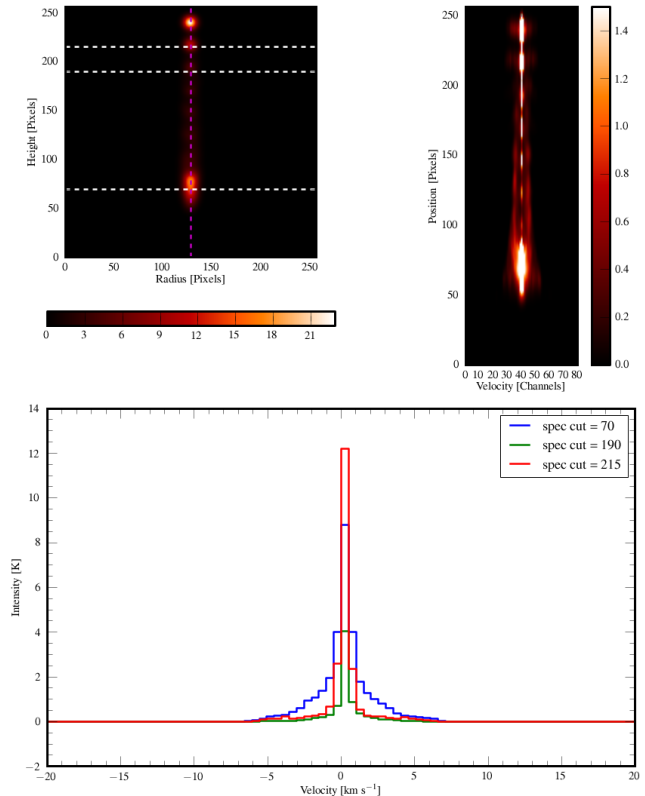 250
200
150
100
50
0
Height [Pixels]
0 50 100 150 200 250
Radius [Pixels]
0 3 6 9 12 15 18 21
250
200
150
100
50
0
Position [Pixels]
0 10 20 30 40 50 60 70 80
Velocity [Channels]
1.4
1.2
1.0
0.8
0.6
0.4
0.2
0.0
14
12
10
8
6
4
2
0
−2
Intensity [K]
spec cut = 70
spec cut = 190
spec cut = 215
−20 −15 −10 −5 0 5 10 15 20
Velocity [km s⁻¹]